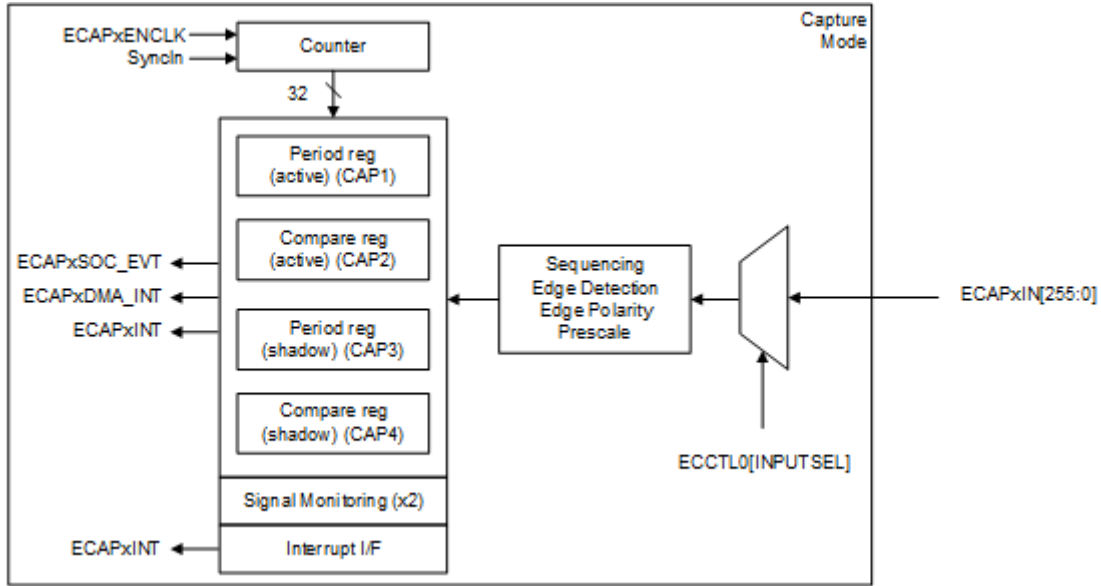 Capture
Mode
ECAPxENCLK
SyncIn
Counter
32
Period reg
(active) (CAP1)
Compare reg
(active) (CAP2)
Period reg
(shadow) (CAP3)
Compare reg
(shadow) (CAP4)
Signal Monitoring (x2)
Interrupt I/F
ECAPxSOC_EVT
ECAPxDMA_INT
ECAPxINT
ECAPxINT
Sequencing
Edge Detection
Edge Polarity
Prescale
ECAPxIN[255:0]
ECCTL0[INPUTSEL]